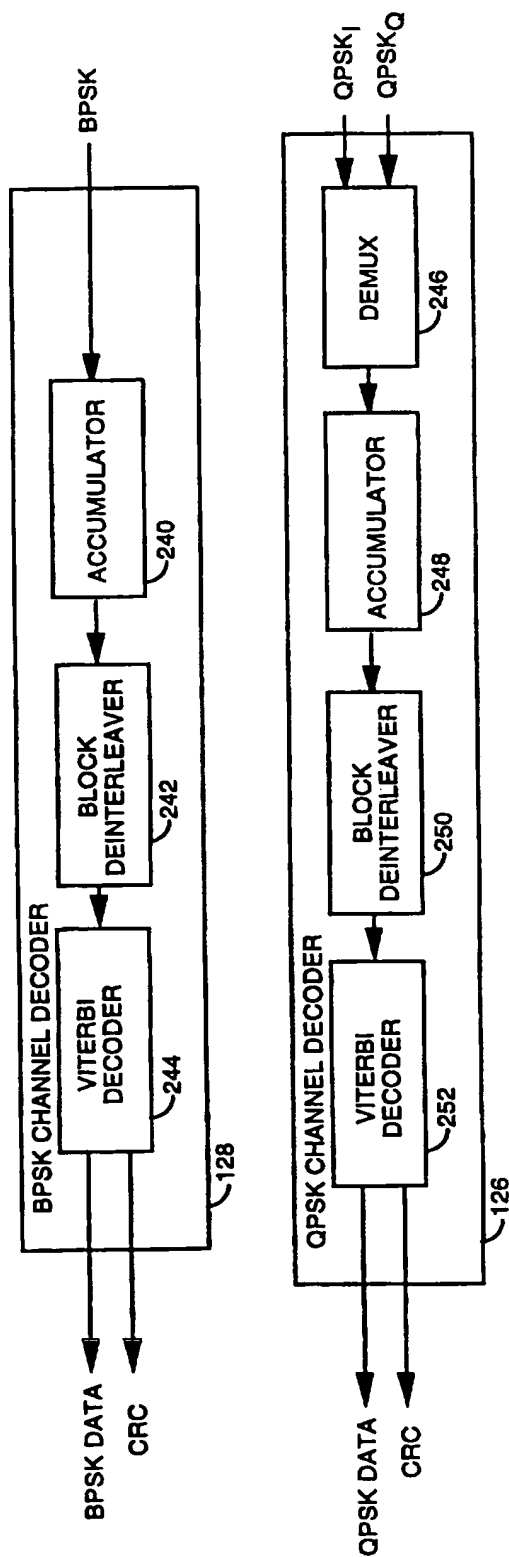 BPSK CHANNEL DECODER
BPSK
ACCUMULATOR
240
BLOCK
DEINTERLEAVER
242
VITERBI
DECODER
244
128
BPSK DATA
CRC
QPSK CHANNEL DECODER
QPSKI
QPSKQ
DEMUX
246
ACCUMULATOR
248
BLOCK
DEINTERLEAVER
250
VITERBI
DECODER
252
126
QPSK DATA
CRC